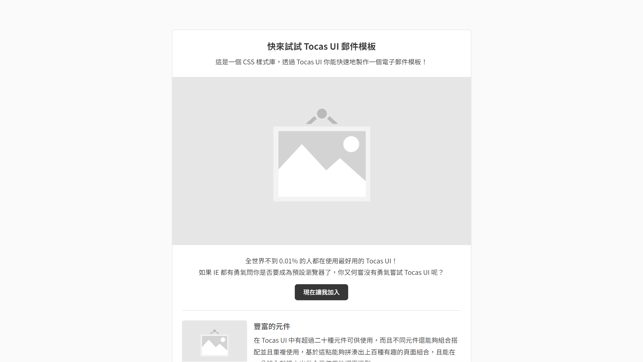 快來試試 Tocas UI 郵件模板
這是一個 CSS 樣式庫，透過 Tocas UI 你能快速地製作一個電子郵件模板！
全世界不到 0.01% 的人都在使用最好用的 Tocas UI！
如果 IE 都有勇氣問你是否要成為預設瀏覽器了，你又何嘗沒有勇氣嘗試 Tocas UI 呢？
現在讓我加入
豐富的元件
在 Tocas UI 中有超過二十種元件可供使用，而且不同元件還能夠組合搭
配並且重複使用，基於這點能夠拼湊出上百種有趣的頁面組合，且能在